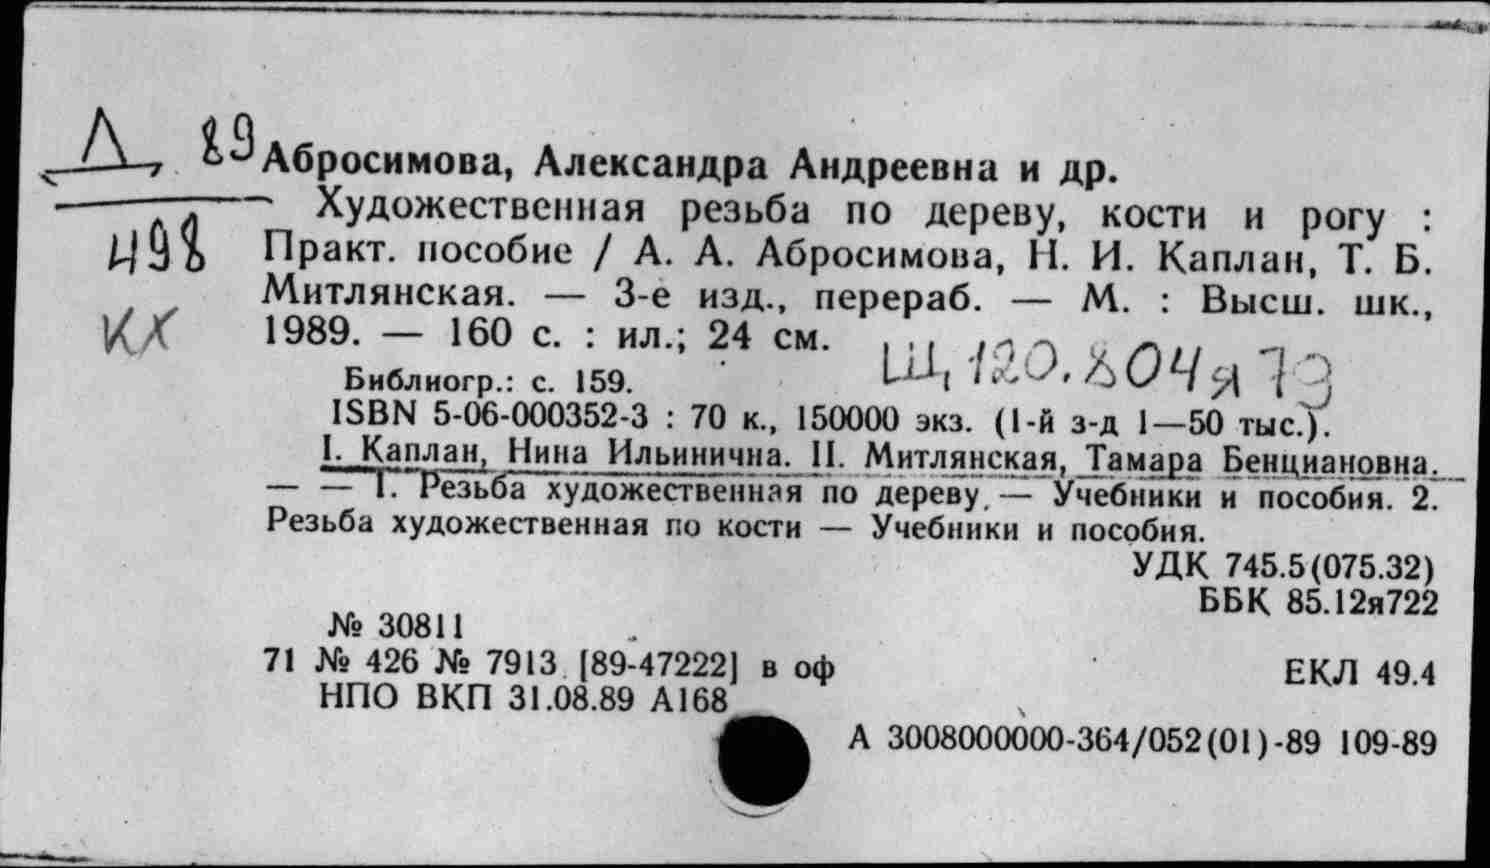 Д 89
Абросимова, Александра Андреевна и др.
Художественная резьба по дереву, кости и рогу :
498
Практ. пособие / А. А. Абросимова, Н. И. Каплан, Т. Б.
Митлянская. — 3-е изд., перераб. — М. : Высш. шк.,
КХ
1989. — 160 с. : ил.; 24 см.
Щ,120.804я73
Библиогр.: с. 159.
ISBN 5-06-000352-3 : 70 к., 150000 экз. (1-й з-д 1—50 тыс.).
I. Каплан, Нина Ильинична. II. Митлянская, Тамара Бенциановна.
— — 1. Резьба художественная по дереву — Учебники и пособия. 2.
Резьба художественная по кости — Учебники и пособия.
УДК 745.5(075.32)
ББК 85.12я722
№ 30811
71 № 426 № 7913 [89-47222] в оф
ЕКЛ 49.4
НПО ВКП 31.08.89 А168
А 3008000000-364/052(01)-89 109-89